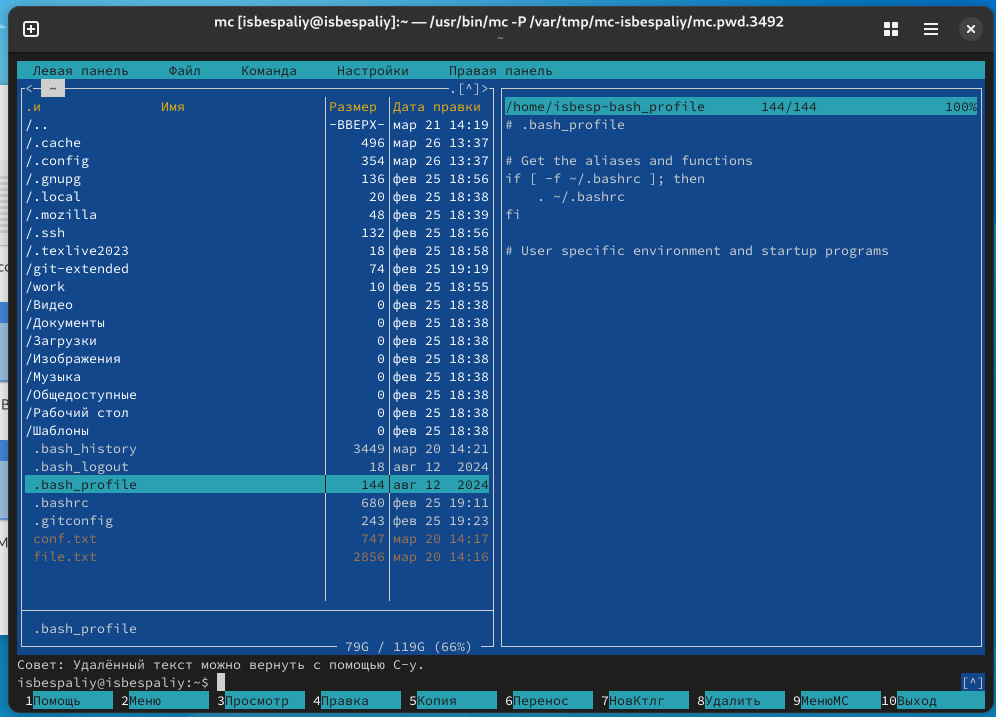 mc [isbespaliy@isbespaliy]:~ — /usr/bin/mc -P /var/tmp/mc-isbespaliy/mc.pwd.3492
~
Левая панель Файл Команда Настройки Правая панель
<— ~ .[^]>
.и Имя Размер Дата правки
/.. -ВВЕРХ- мар 21 14:19
/.cache 496 мар 26 13:37
/.config 354 мар 26 13:37
/.gnupg 136 фев 25 18:56
/.local 20 фев 25 18:38
/.mozilla 48 фев 25 18:39
/.ssh 132 фев 25 18:56
/.texlive2023 18 фев 25 18:58
/git-extended 74 фев 25 19:19
/work 10 фев 25 18:55
/Видео 0 фев 25 18:38
/Документы 0 фев 25 18:38
/Загрузки 0 фев 25 18:38
/Изображения 0 фев 25 18:38
/Музыка 0 фев 25 18:38
/Общедоступные 0 фев 25 18:38
/Рабочий стол 0 фев 25 18:38
/Шаблоны 0 фев 25 18:38
.bash_history 3449 мар 20 14:21
.bash_logout 18 авг 12 2024
.bash_profile 144 авг 12 2024
.bashrc 680 фев 25 19:11
.gitconfig 243 фев 25 19:23
conf.txt 747 мар 20 14:17
file.txt 2856 мар 20 14:16
.bash_profile
79G / 119G (66%)
/home/isbesp~bash_profile 144/144 100%
# .bash_profile
# Get the aliases and functions
if [ -f ~/.bashrc ]; then
    . ~/.bashrc
fi
# User specific environment and startup programs
Совет: Удалённый текст можно вернуть с помощью C-y.
isbespaliy@isbespaliy:~$ [^]
1Помощь 2Меню 3Просмотр 4Правка 5Копия 6Перенос 7НовКтлг 8Удалить 9МенюMC 10Выход